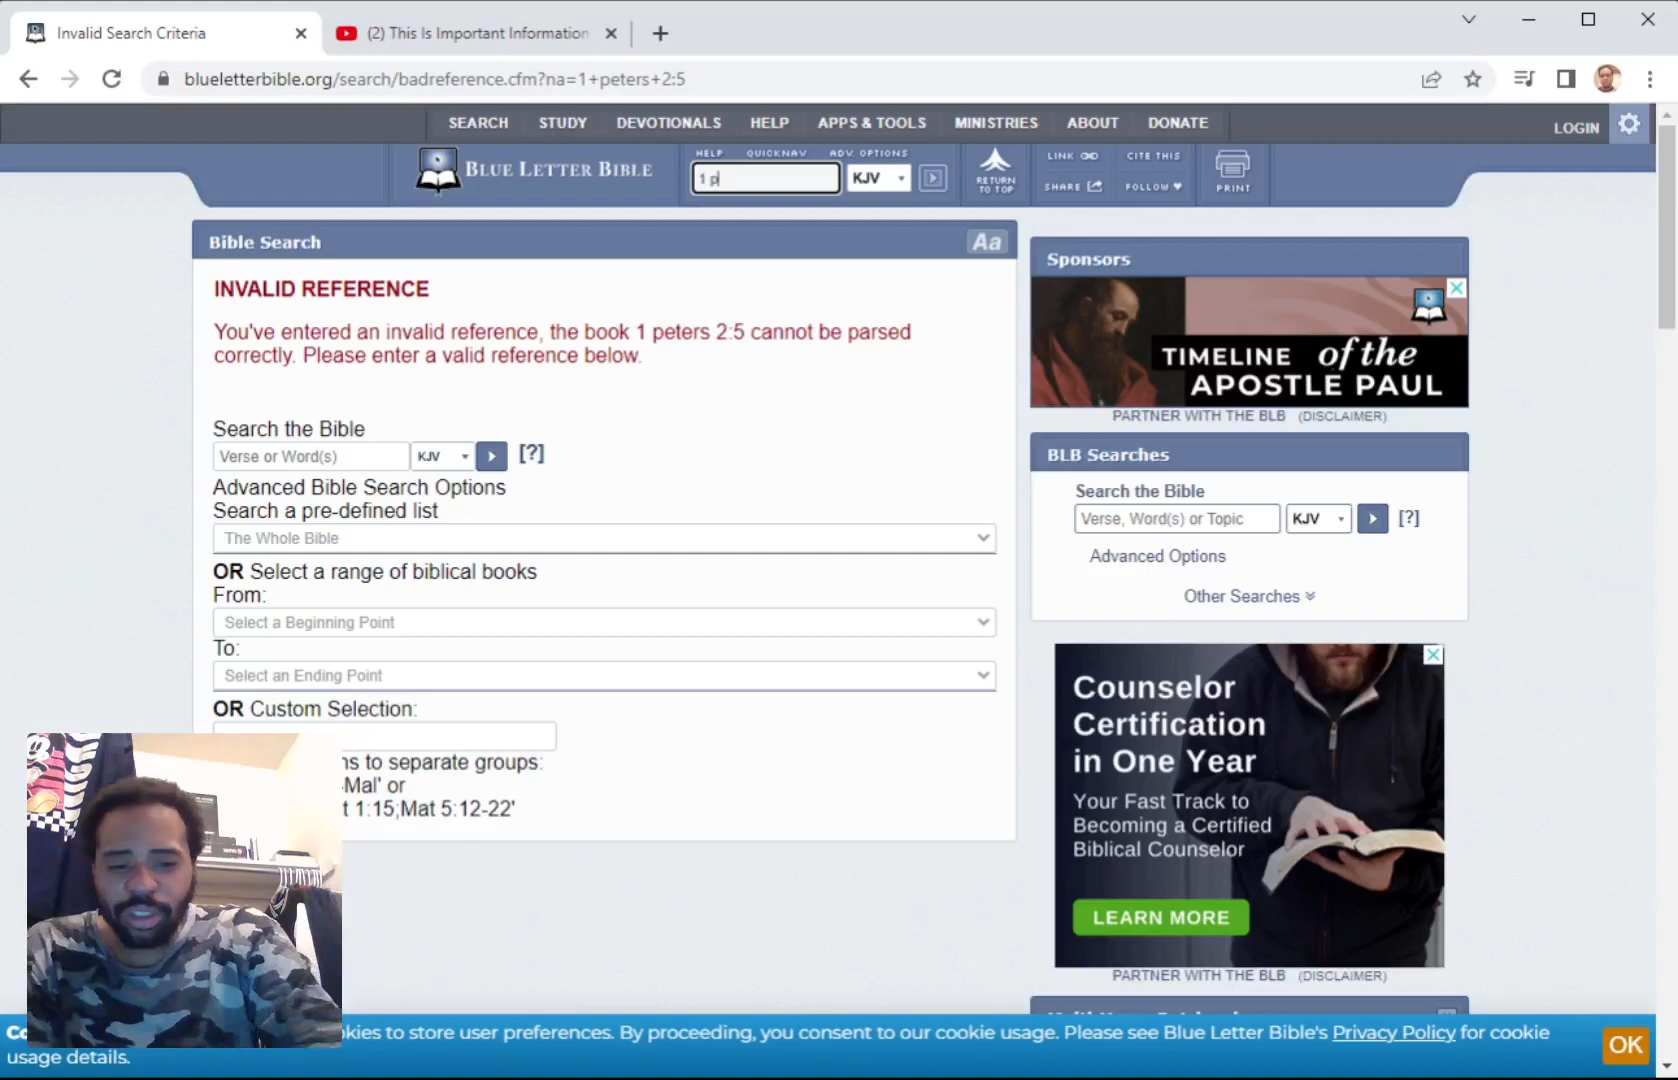 Invalid Search Criteria
(2) This Is Important Information
blueletterbible.org/search/badreference.cfm?na=1+peters+2:5
SEARCH STUDY DEVOTIONALS HELP APPS & TOOLS MINISTRIES ABOUT DONATE
LOGIN
BLUE LETTER BIBLE
HELP QUICKNAV ADV. OPTIONS
1 p KJV
RETURN
TO TOP
LINK CITE THIS
SHARE FOLLOW
PRINT
Bible Search
Aa
INVALID REFERENCE
You've entered an invalid reference, the book 1 peters 2:5 cannot be parsed
correctly. Please enter a valid reference below.
Search the Bible
Verse or Word(s) KJV [?]
Advanced Bible Search Options
Search a pre-defined list
The Whole Bible
OR Select a range of biblical books
From:
Select a Beginning Point
To:
Select an Ending Point
OR Custom Selection:
ns to separate groups:
Mal' or
t 1:15;Mat 5:12-22'
Sponsors
TIMELINE of the
APOSTLE PAUL
PARTNER WITH THE BLB (DISCLAIMER)
BLB Searches
Search the Bible
Verse, Word(s) or Topic KJV [?]
Advanced Options
Other Searches
Counselor
Certification
in One Year
Your Fast Track to
Becoming a Certified
Biblical Counselor
LEARN MORE
PARTNER WITH THE BLB (DISCLAIMER)
Co
kies to store user preferences. By proceeding, you consent to our cookie usage. Please see Blue Letter Bible's Privacy Policy for cookie
usage details.
OK